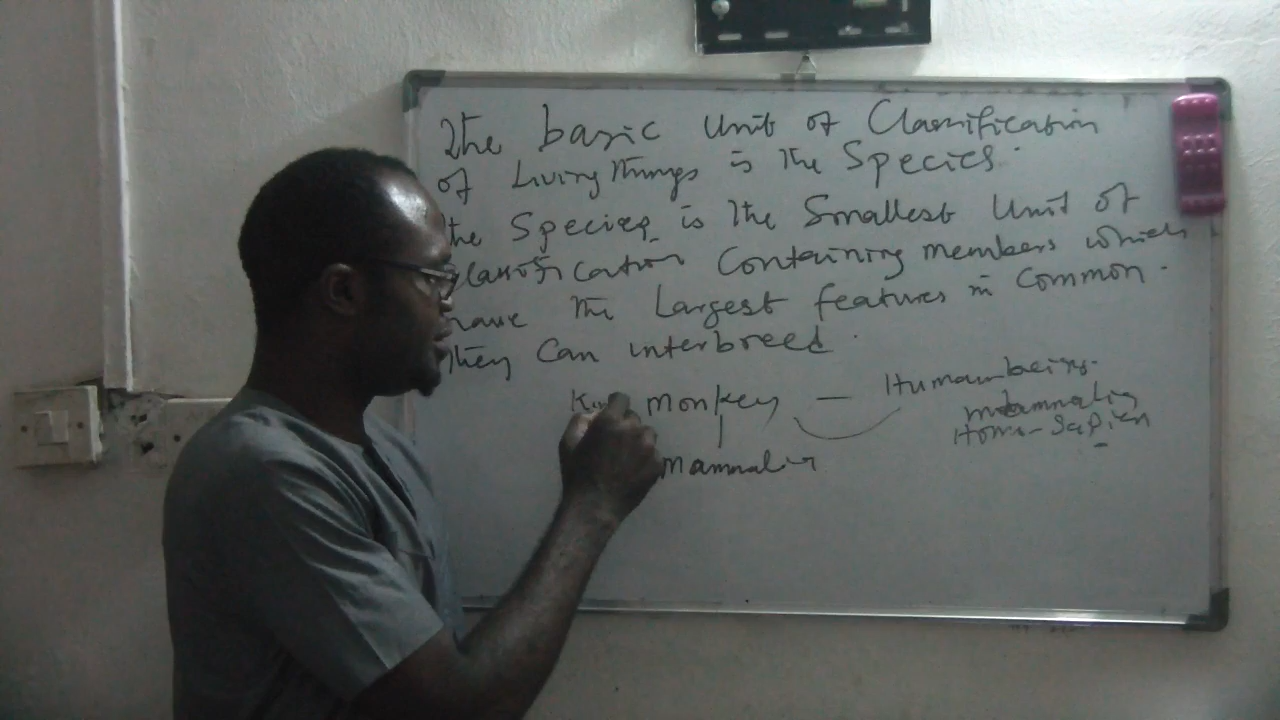 The basic Unit of Classification
of Living Things is the Species.
the Species is the Smallest Unit of
classification Containing members which
have the Largest features in Common.
They Can interbreed.
monkey — Human beings.
mammalia
Homo-Sapien
mammalia